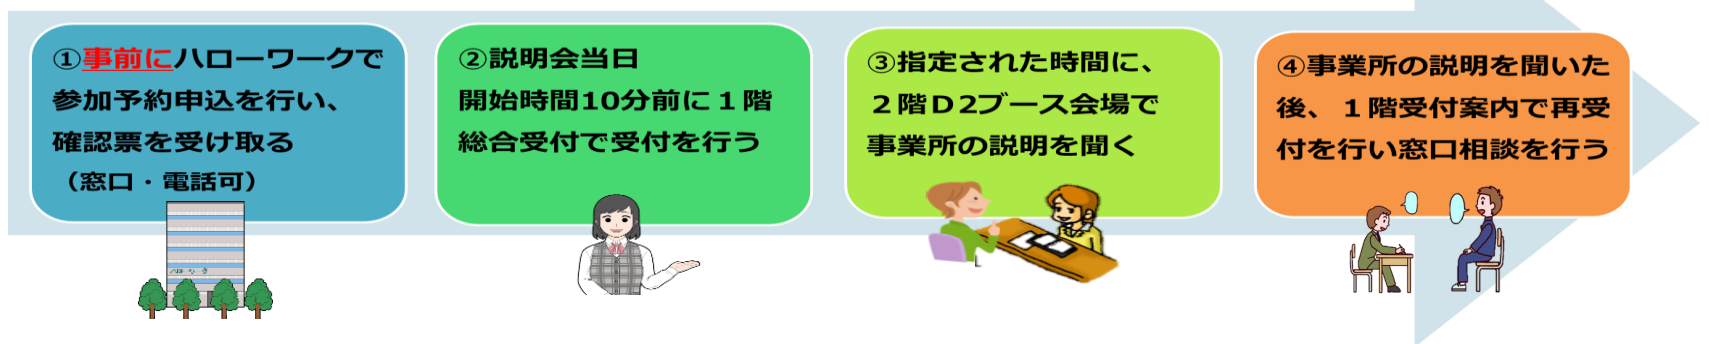 ①事前にハローワークで
参加予約申込を行い、
確認票を受け取る
（窓口・電話可）
②説明会当日
開始時間10分前に１階
総合受付で受付を行う
③指定された時間に、
２階Ｄ2ブース会場で
事業所の説明を聞く
④事業所の説明を聞いた
後、１階受付案内で再受
付を行い窓口相談を行う